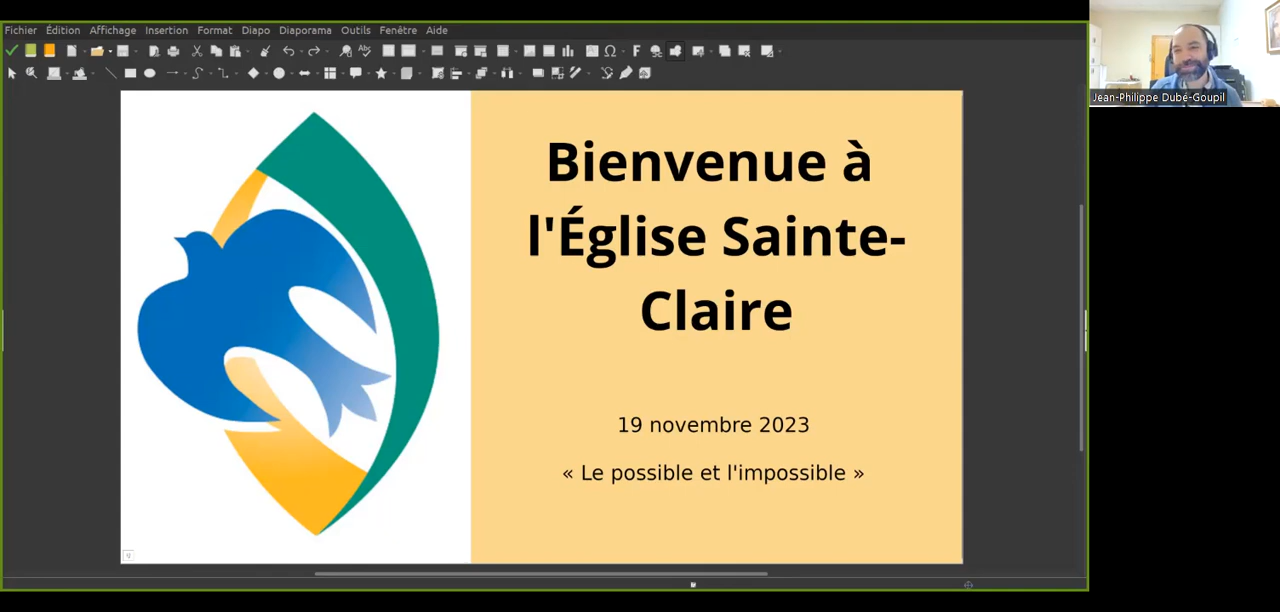 Fichier Édition Affichage Insertion Format Diapo Diaporama Outils Fenêtre Aide
Jean-Philippe Dubé-Goupil
Bienvenue à
l'Église Sainte-
Claire
19 novembre 2023
« Le possible et l'impossible »